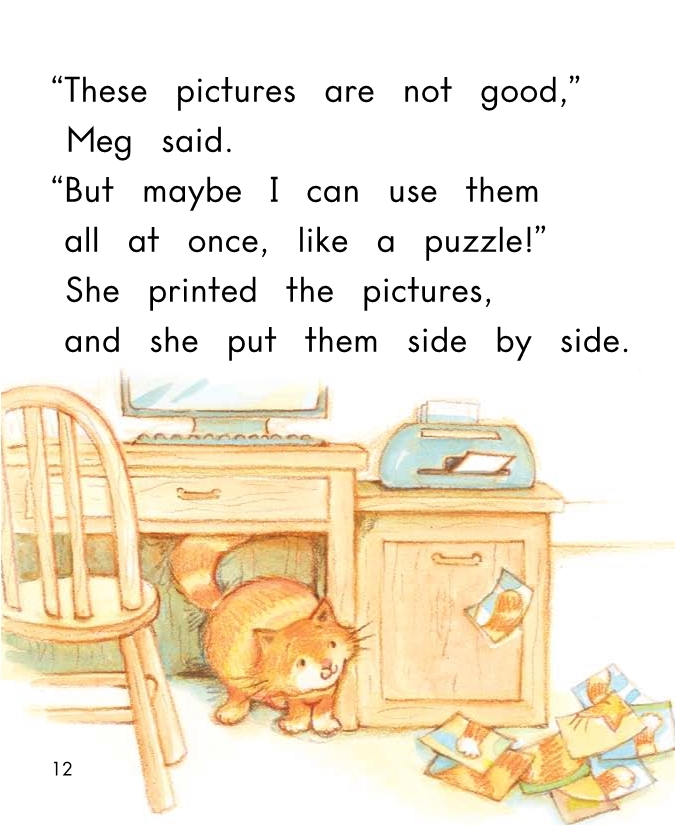 “These pictures are not good,”
Meg said.
“But maybe I can use them
all at once, like a puzzle!”
She printed the pictures,
and she put them side by side.
12